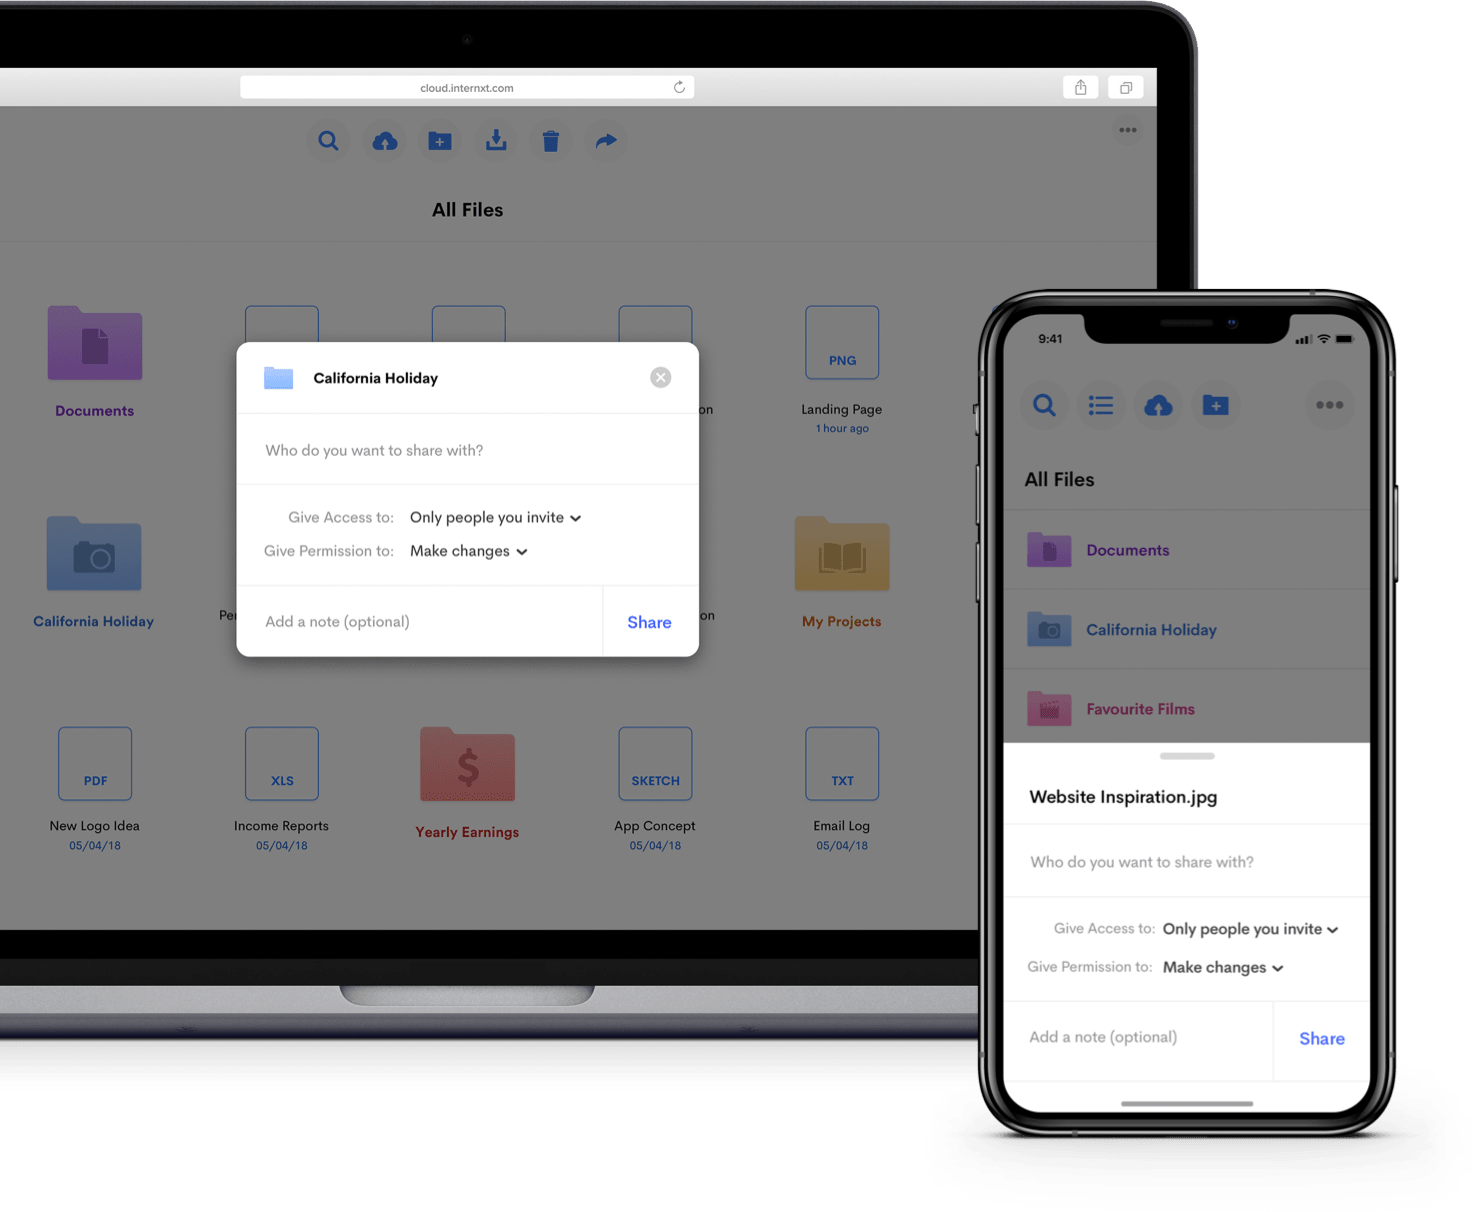 cloud.internxt.com
All Files
Documents
on
PNG
Landing Page
1 hour ago
California Holiday
Who do you want to share with?
Give Access to: Only people you invite
Give Permission to: Make changes
Add a note (optional)
Share
California Holiday
on
My Projects
PDF
New Logo Idea
05/04/18
XLS
Income Reports
05/04/18
Yearly Earnings
SKETCH
App Concept
05/04/18
TXT
Email Log
05/04/18
9:41
All Files
Documents
California Holiday
Favourite Films
Website Inspiration.jpg
Who do you want to share with?
Give Access to: Only people you invite
Give Permission to: Make changes
Add a note (optional)
Share